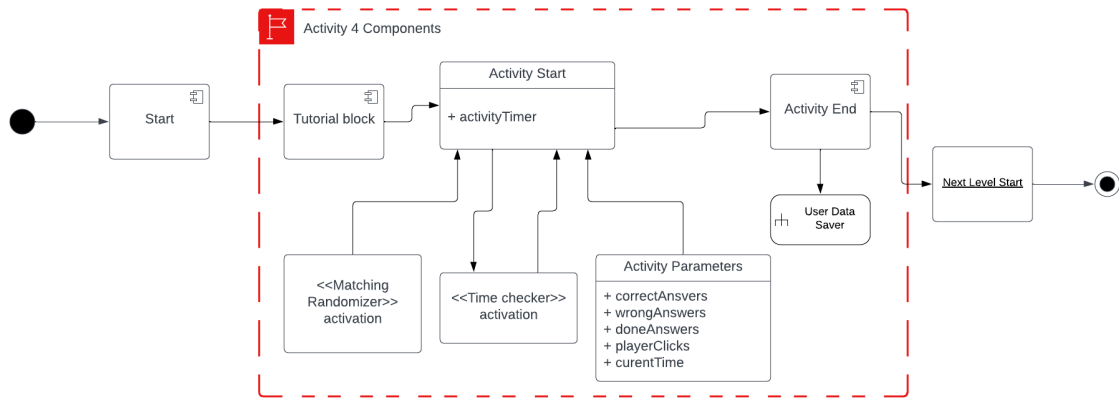 Activity 4 Components
Start
Tutorial block
Activity Start
+ activityTimer
Activity End
Next Level Start
User Data
Saver
<<Matching
Randomizer>>
activation
<<Time checker>>
activation
Activity Parameters
+ correctAnsvers
+ wrongAnswers
+ doneAnswers
+ playerClicks
+ curentTime